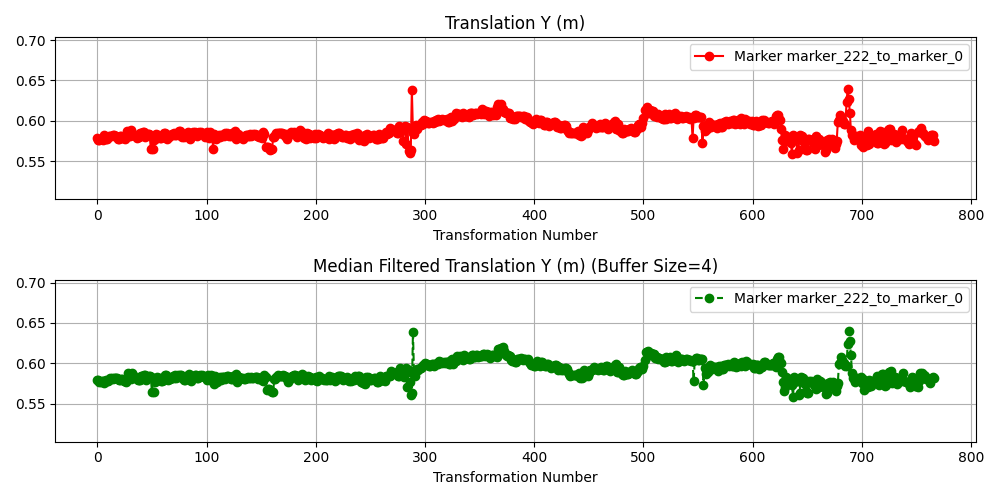 Translation Y (m)
0.70
0.65
0.60
0.55
Marker marker_222_to_marker_0
0 100 200 300 400 500 600 700 800
Transformation Number
Median Filtered Translation Y (m) (Buffer Size=4)
0.70
0.65
0.60
0.55
Marker marker_222_to_marker_0
0 100 200 300 400 500 600 700 800
Transformation Number